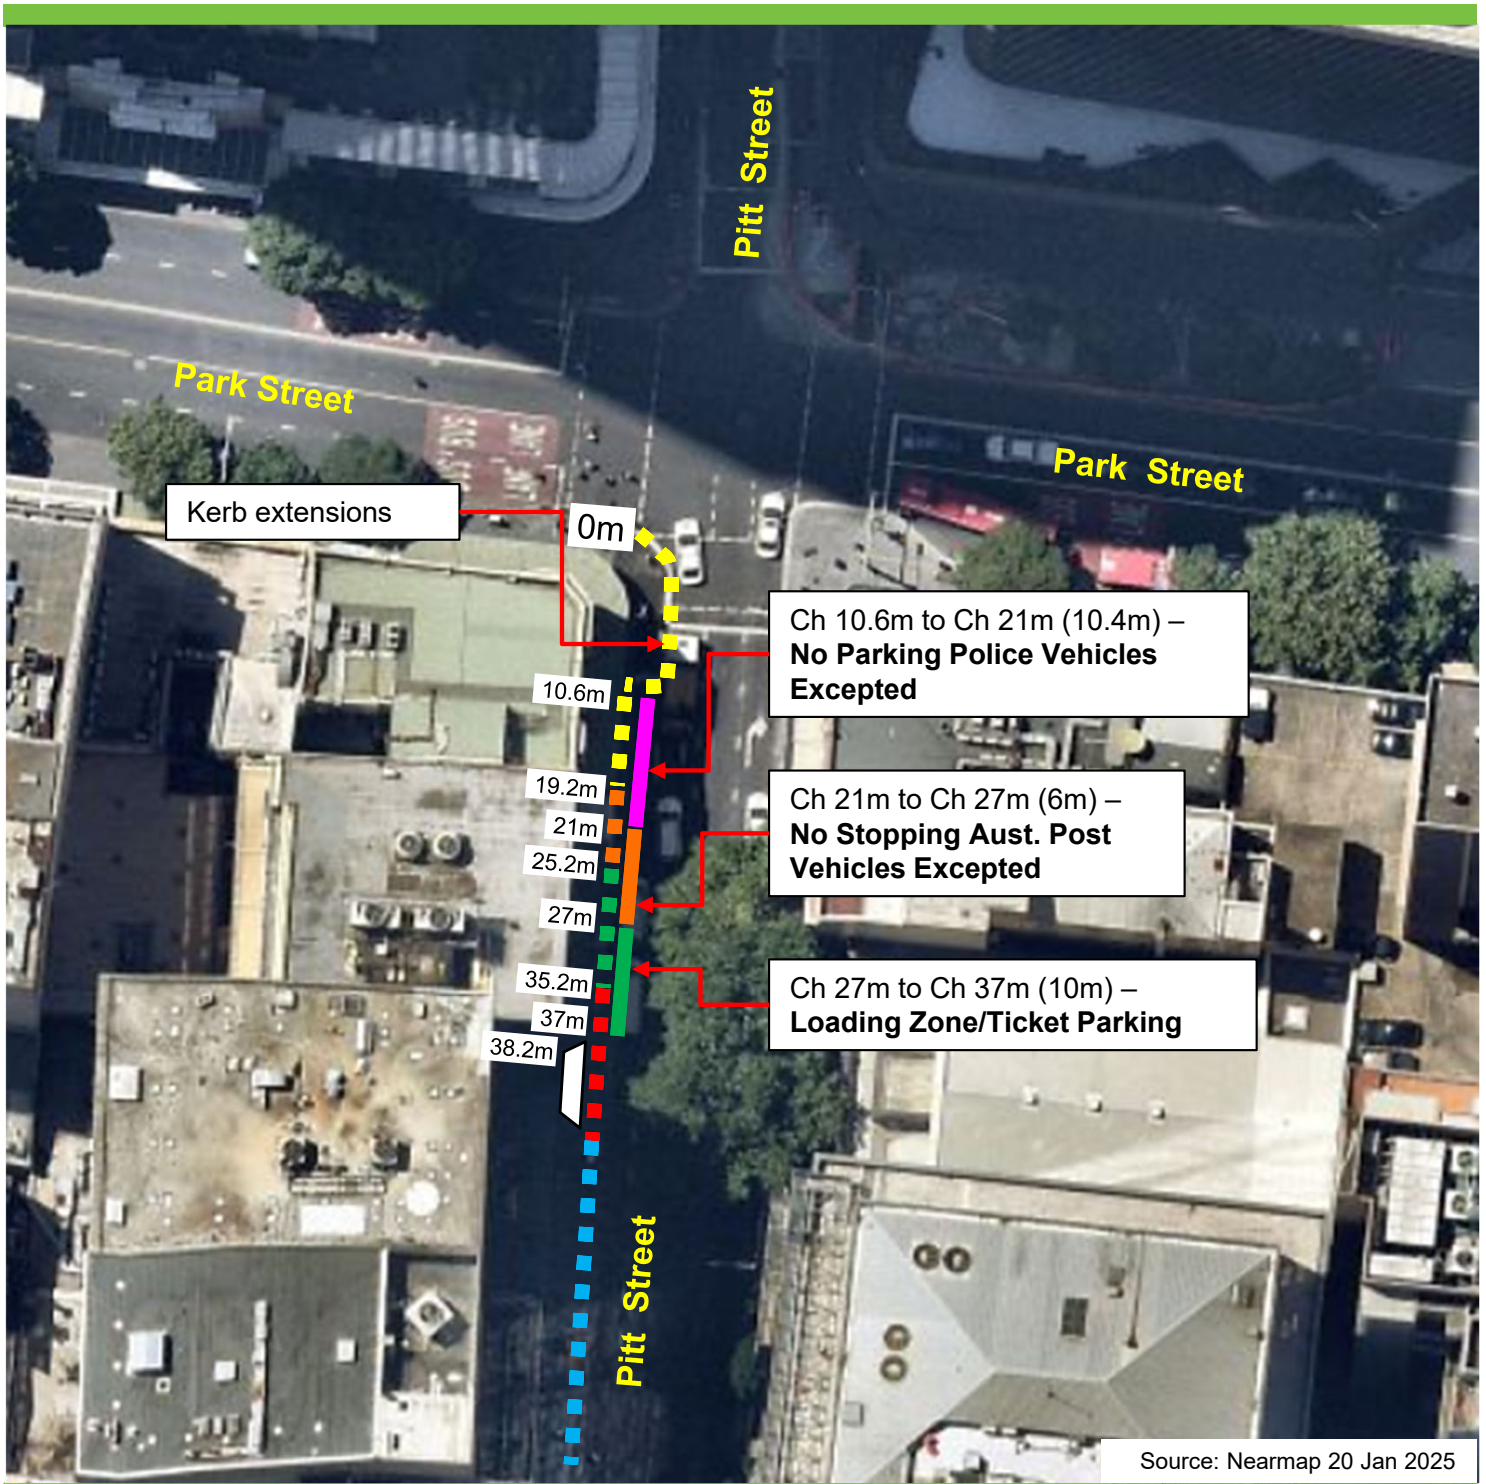 Pitt Street
Park Street
Park Street
Kerb extensions
0m
Ch 10.6m to Ch 21m (10.4m) –
No Parking Police Vehicles
Excepted
10.6m
19.2m
21m
25.2m
27m
35.2m
37m
38.2m
Ch 21m to Ch 27m (6m) –
No Stopping Aust. Post
Vehicles Excepted
Ch 27m to Ch 37m (10m) –
Loading Zone/Ticket Parking
Pitt Street
Source: Nearmap 20 Jan 2025